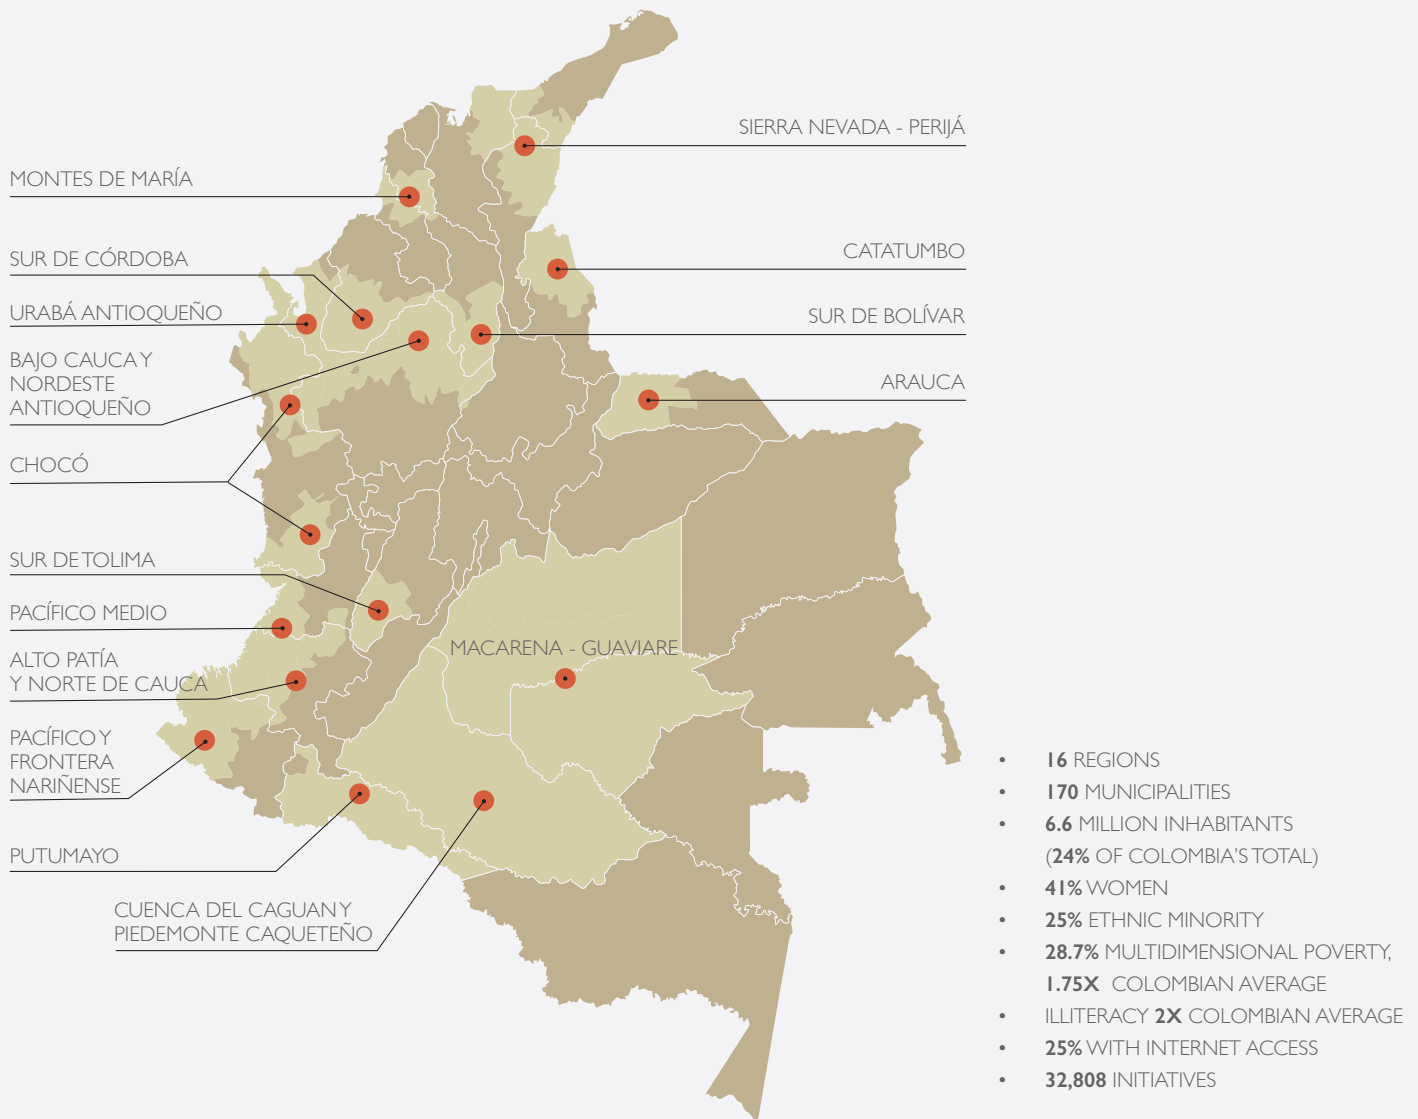 SIERRA NEVADA - PERIJÁ
MONTES DE MARÍA
CATATUMBO
SUR DE CÓRDOBA
URABÁ ANTIOQUEÑO
SUR DE BOLÍVAR
BAJO CAUCA Y
NORDESTE
ANTIOQUEÑO
ARAUCA
CHOCÓ
SUR DE TOLIMA
PACÍFICO MEDIO
MACARENA - GUAVIARE
ALTO PATÍA
Y NORTE DE CAUCA
PACÍFICO Y
FRONTERA
NARIÑENSE
PUTUMAYO
CUENCA DEL CAGUAN Y
PIEDEMONTE CAQUETEÑO
• 16 REGIONS
• 170 MUNICIPALITIES
• 6.6 MILLION INHABITANTS
(24% OF COLOMBIA'S TOTAL)
• 41% WOMEN
• 25% ETHNIC MINORITY
• 28.7% MULTIDIMENSIONAL POVERTY,
1.75X COLOMBIAN AVERAGE
• ILLITERACY 2X COLOMBIAN AVERAGE
• 25% WITH INTERNET ACCESS
• 32,808 INITIATIVES